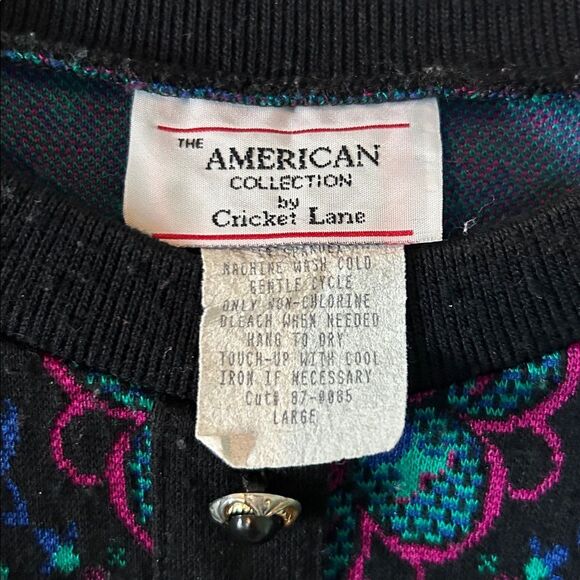 THE
AMERICAN
COLLECTION
by
Cricket Lane
MACHINE WASH COLD
GENTLE CYCLE
ONLY NON-CHLORINE
BLEACH WHEN NEEDED
HANG TO DRY
TOUCH-UP WITH COOL
IRON IF NECESSARY
Cut# 87-0085
LARGE